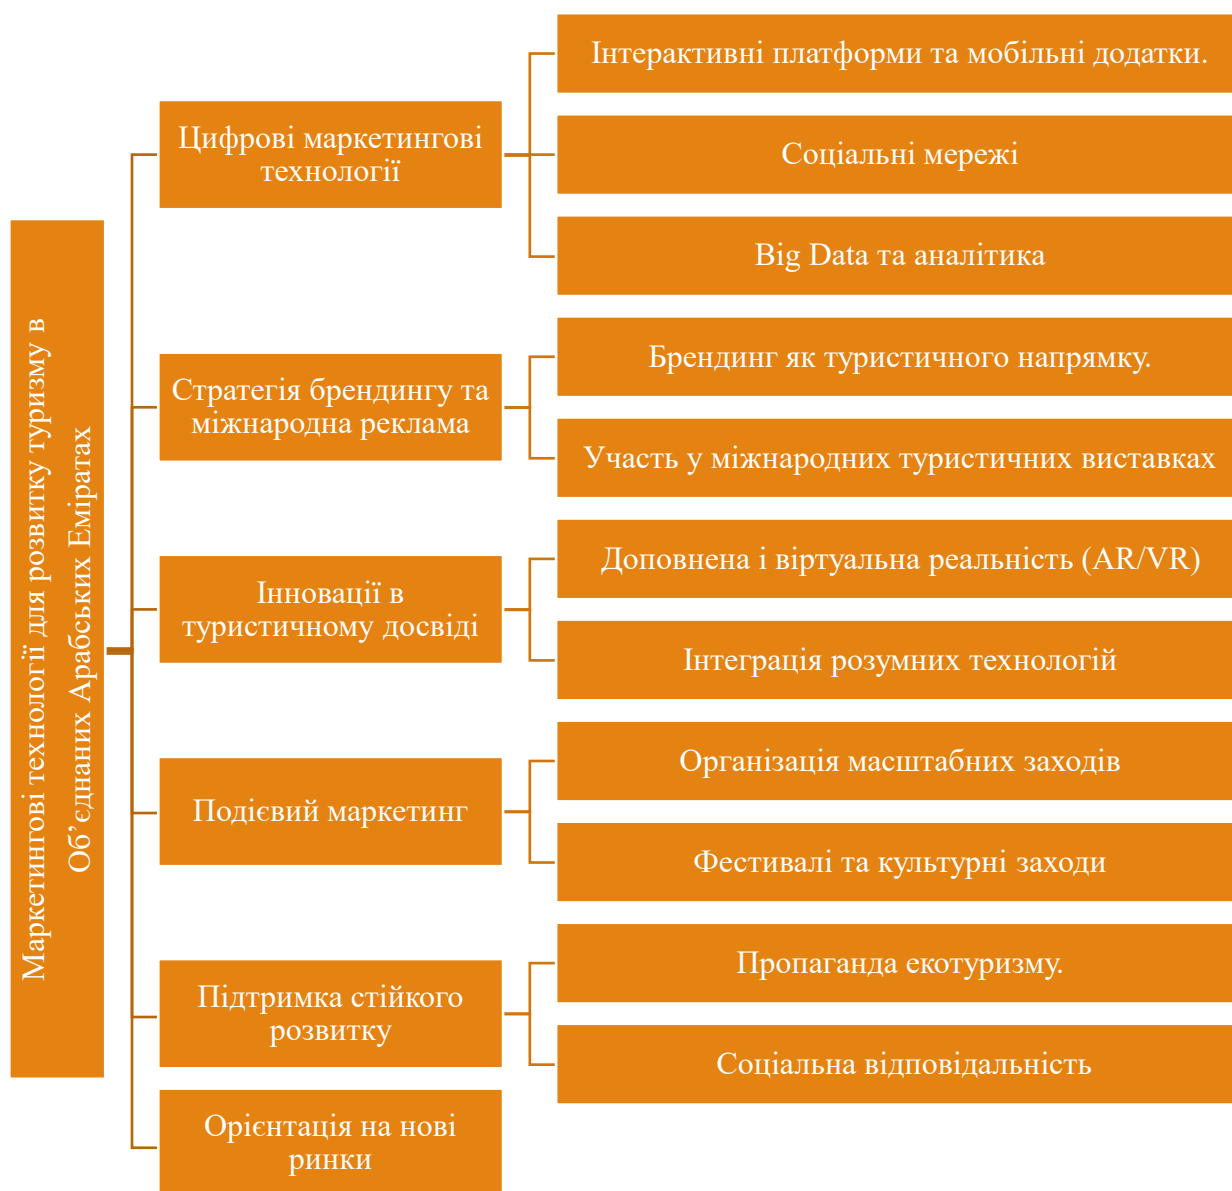 Маркетингові технології для розвитку туризму в
Об’єднаних Арабських Еміратах
Цифрові маркетингові
технології
Інтерактивні платформи та мобільні додатки.
Соціальні мережі
Big Data та аналітика
Стратегія брендингу та
міжнародна реклама
Брендинг як туристичного напрямку.
Участь у міжнародних туристичних виставках
Інновації в
туристичному досвіді
Доповнена і віртуальна реальність (AR/VR)
Інтеграція розумних технологій
Подієвий маркетинг
Організація масштабних заходів
Фестивалі та культурні заходи
Підтримка стійкого
розвитку
Пропаганда екотуризму.
Соціальна відповідальність
Орієнтація на нові
ринки